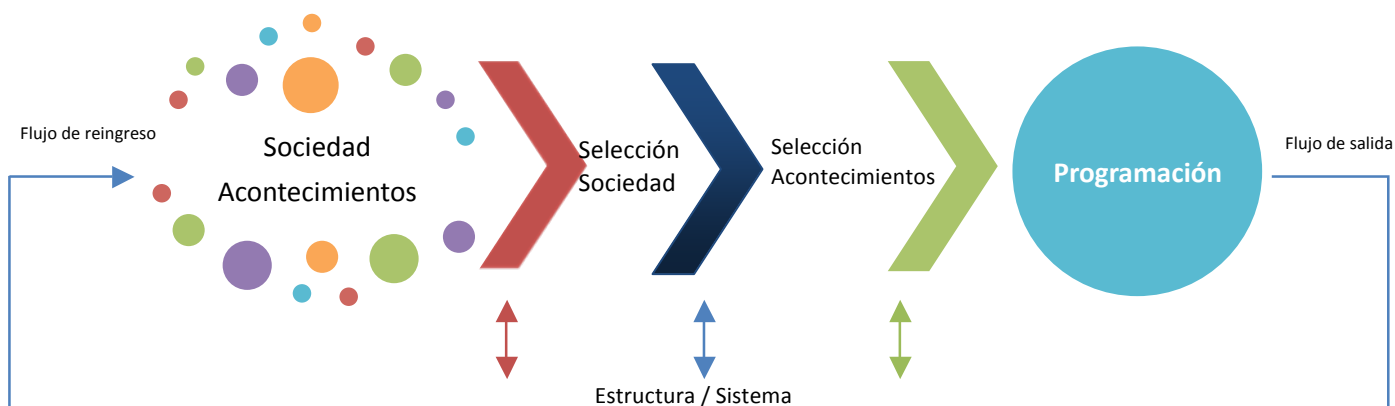 Flujo de reingreso
Sociedad
Acontecimientos
Selección
Sociedad
Selección
Acontecimientos
Programación
Flujo de salida
Estructura / Sistema